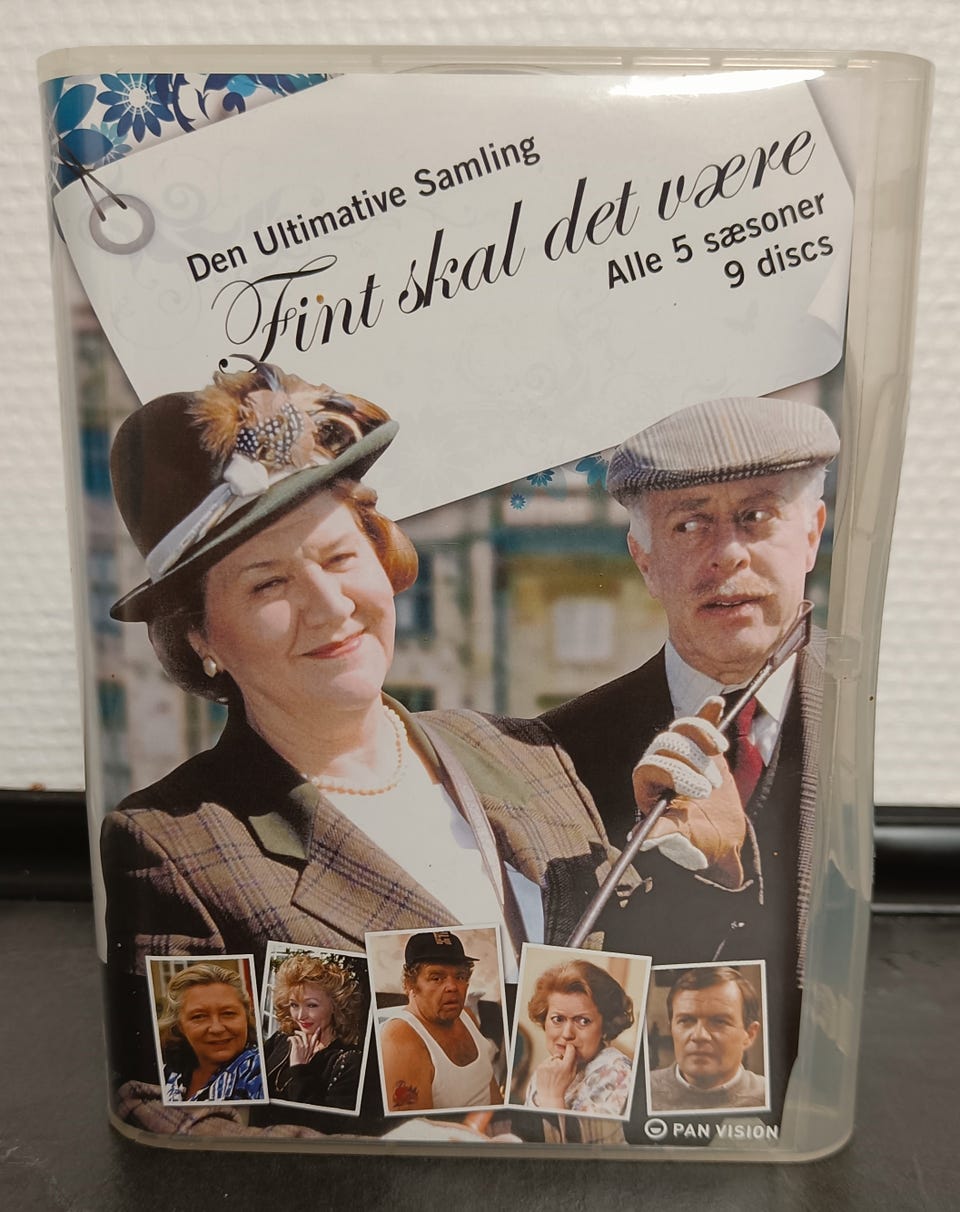 Den Ultimative Samling
Fint skal det være
Alle 5 sæsoner
9 discs
PAN VISION